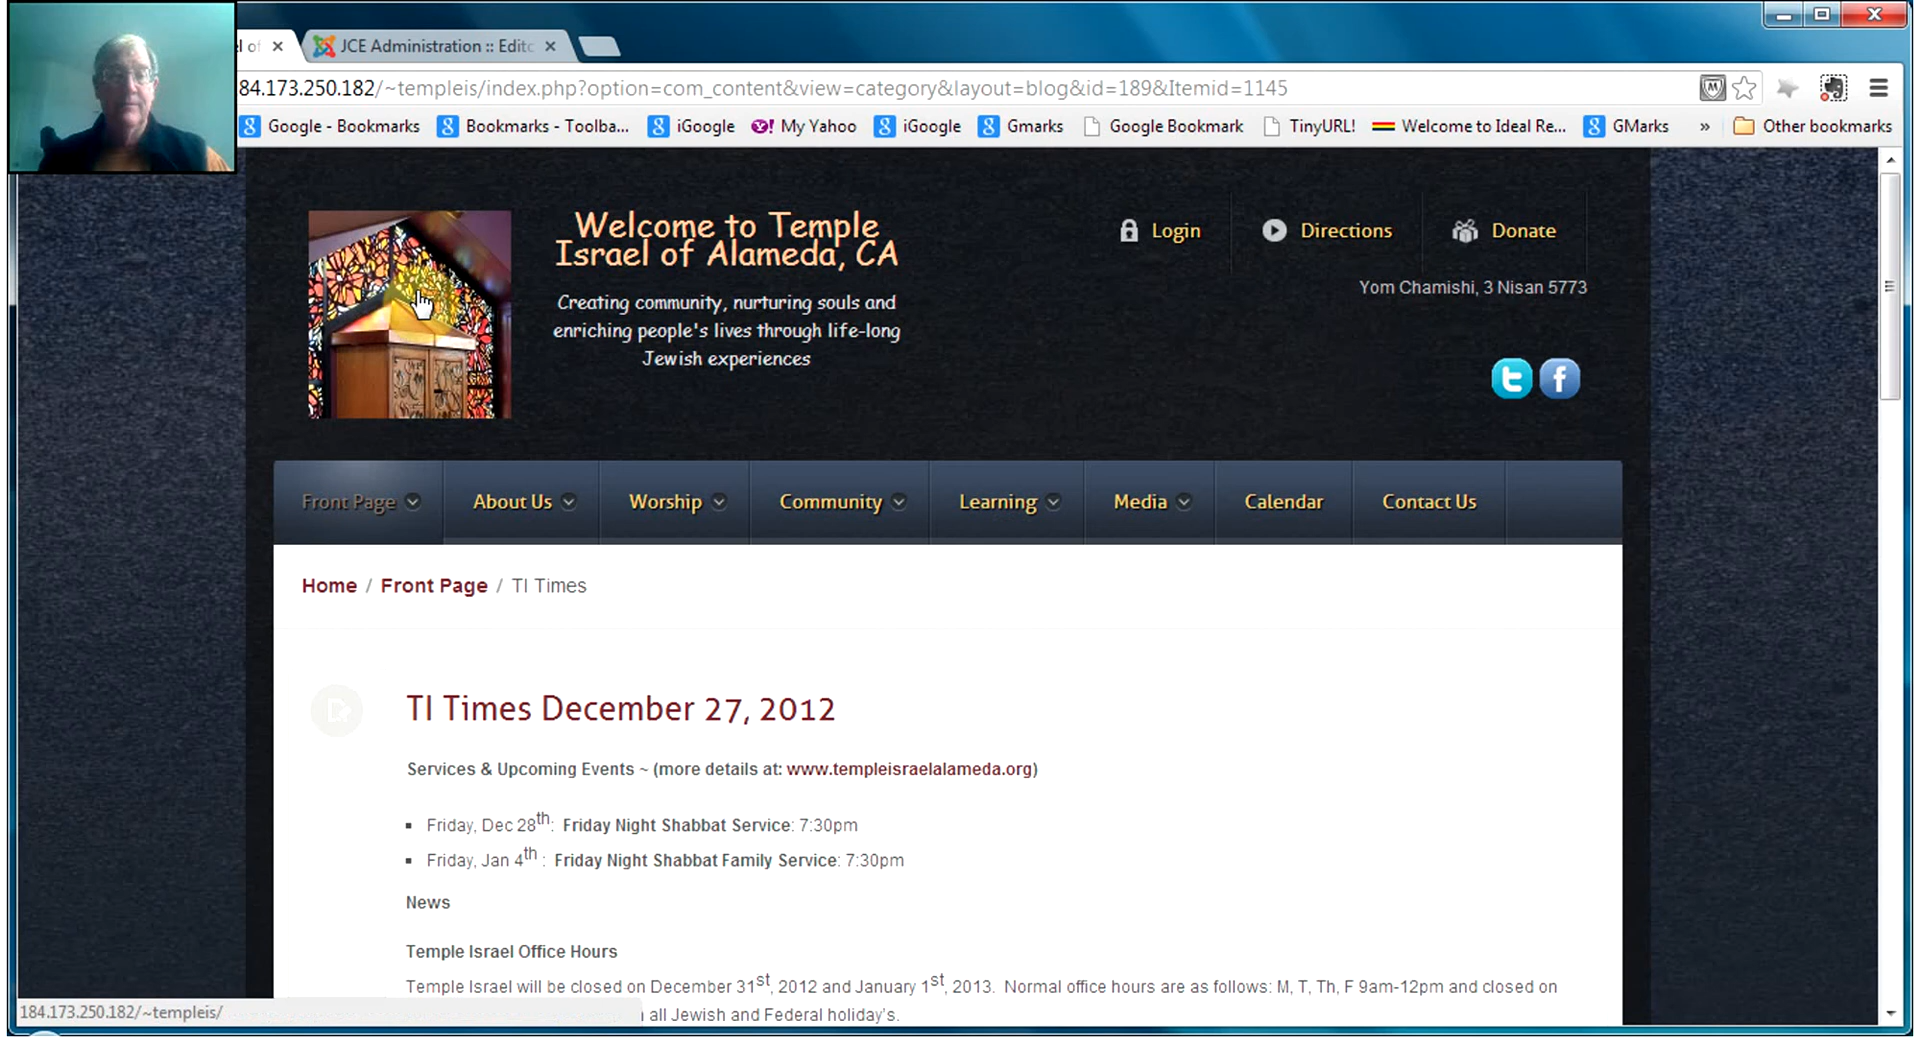 l of
JCE Administration :: Edito
84.173.250.182/~templeis/index.php?option=com_content&view=category&layout=blog&id=189&Itemid=1145
Google - Bookmarks Bookmarks - Toolba... iGoogle My Yahoo iGoogle Gmarks Google Bookmark TinyURL! Welcome to Ideal Re... GMarks » Other bookmarks
Welcome to Temple
Israel of Alameda, CA
Creating community, nurturing souls and
enriching people's lives through life-long
Jewish experiences
Login Directions Donate
Yom Chamishi, 3 Nisan 5773
Front Page About Us Worship Community Learning Media Calendar Contact Us
Home / Front Page / TI Times
TI Times December 27, 2012
Services & Upcoming Events ~ (more details at: www.templeisraelalameda.org)
Friday, Dec 28th: Friday Night Shabbat Service: 7:30pm
Friday, Jan 4th : Friday Night Shabbat Family Service: 7:30pm
News
Temple Israel Office Hours
Temple Israel will be closed on December 31st, 2012 and January 1st, 2013. Normal office hours are as follows: M, T, Th, F 9am-12pm and closed on
all Jewish and Federal holiday's.
184.173.250.182/~templeis/